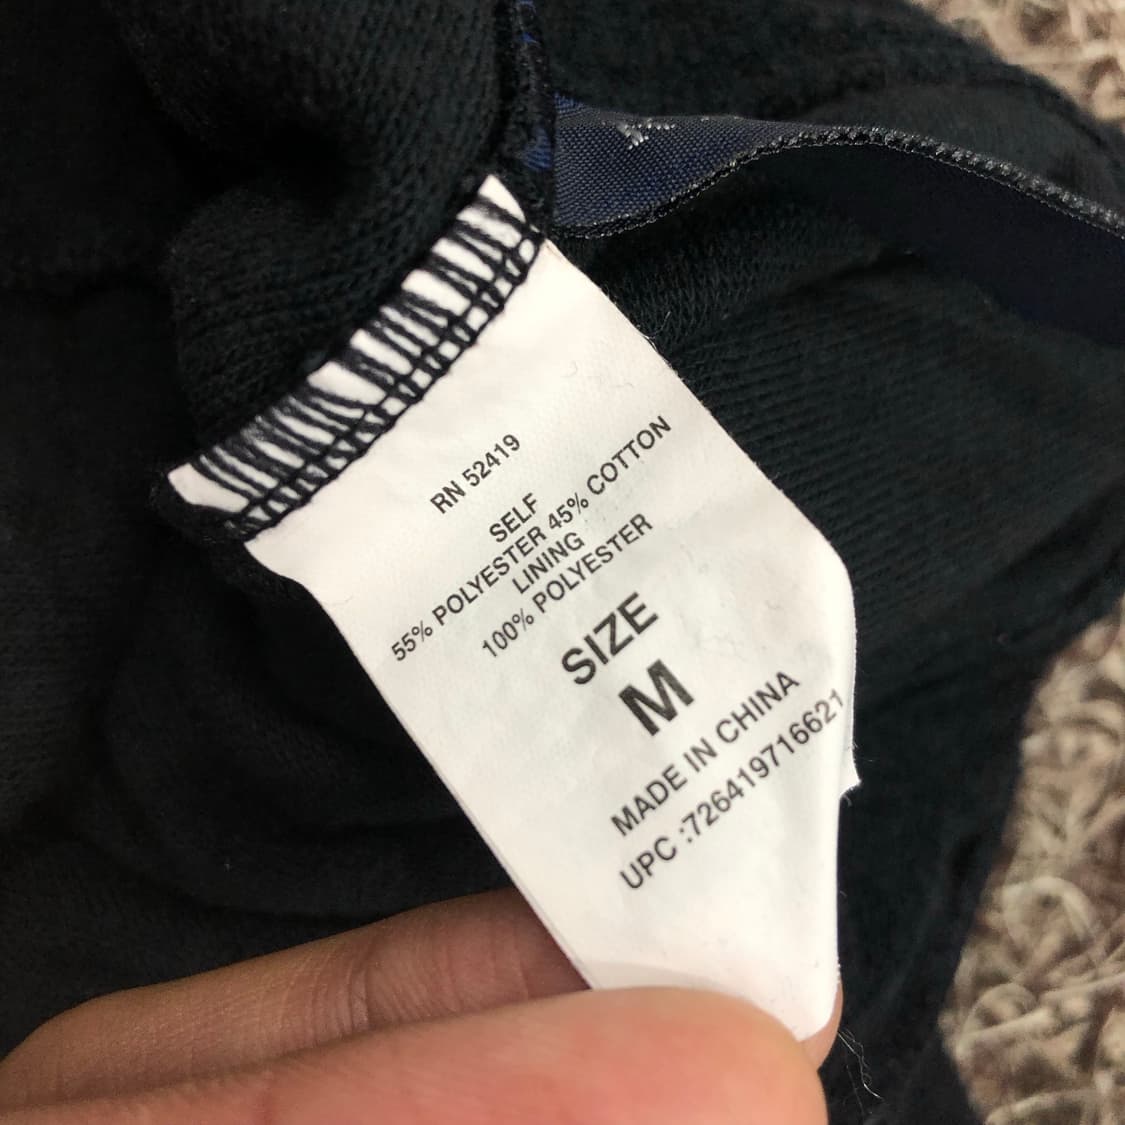 RN 52419
SELF
55% POLYESTER 45% COTTON
LINING
100% POLYESTER
SIZE
M
MADE IN CHINA
UPC :726419716621